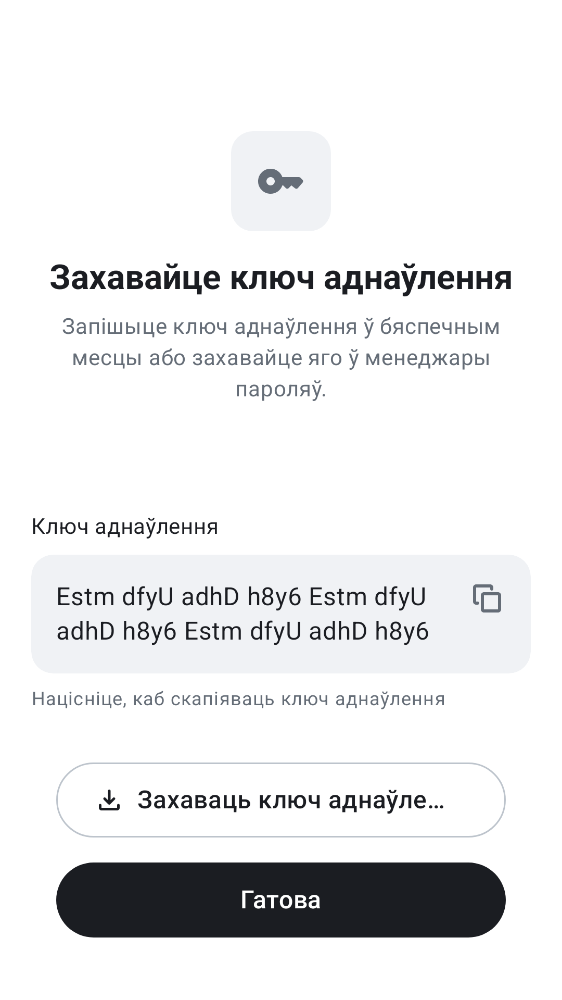 Захавайце ключ аднаўлення
Запішыце ключ аднаўлення ў бяспечным
месцы або захавайце яго ў менеджары
пароляў.
Ключ аднаўлення
Estm dfyU adhD h8y6 Estm dfyU
adhD h8y6 Estm dfyU adhD h8y6
Націсніце, каб скапіяваць ключ аднаўлення
Захаваць ключ аднаўле…
Гатова